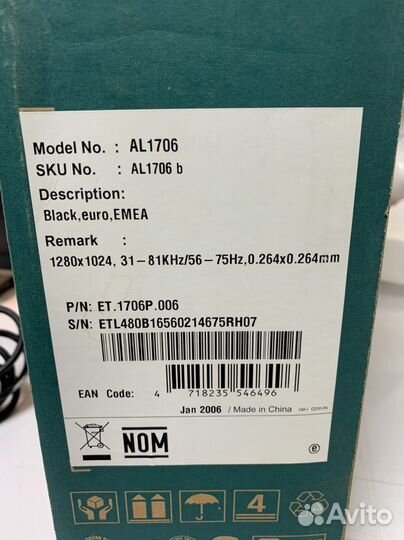 Model No. : AL1706
SKU No. : AL1706 b
Description:
Black,euro,EMEA
Remark :
1280x1024, 31-81KHz/56-75Hz,0.264x0.264mm
P/N: ET.1706P.006
S/N: ETL480B16560214675RH07
EAN Code: 4 718235 546496
Jan 2006 / Made in China
NOM
e
4
Avito